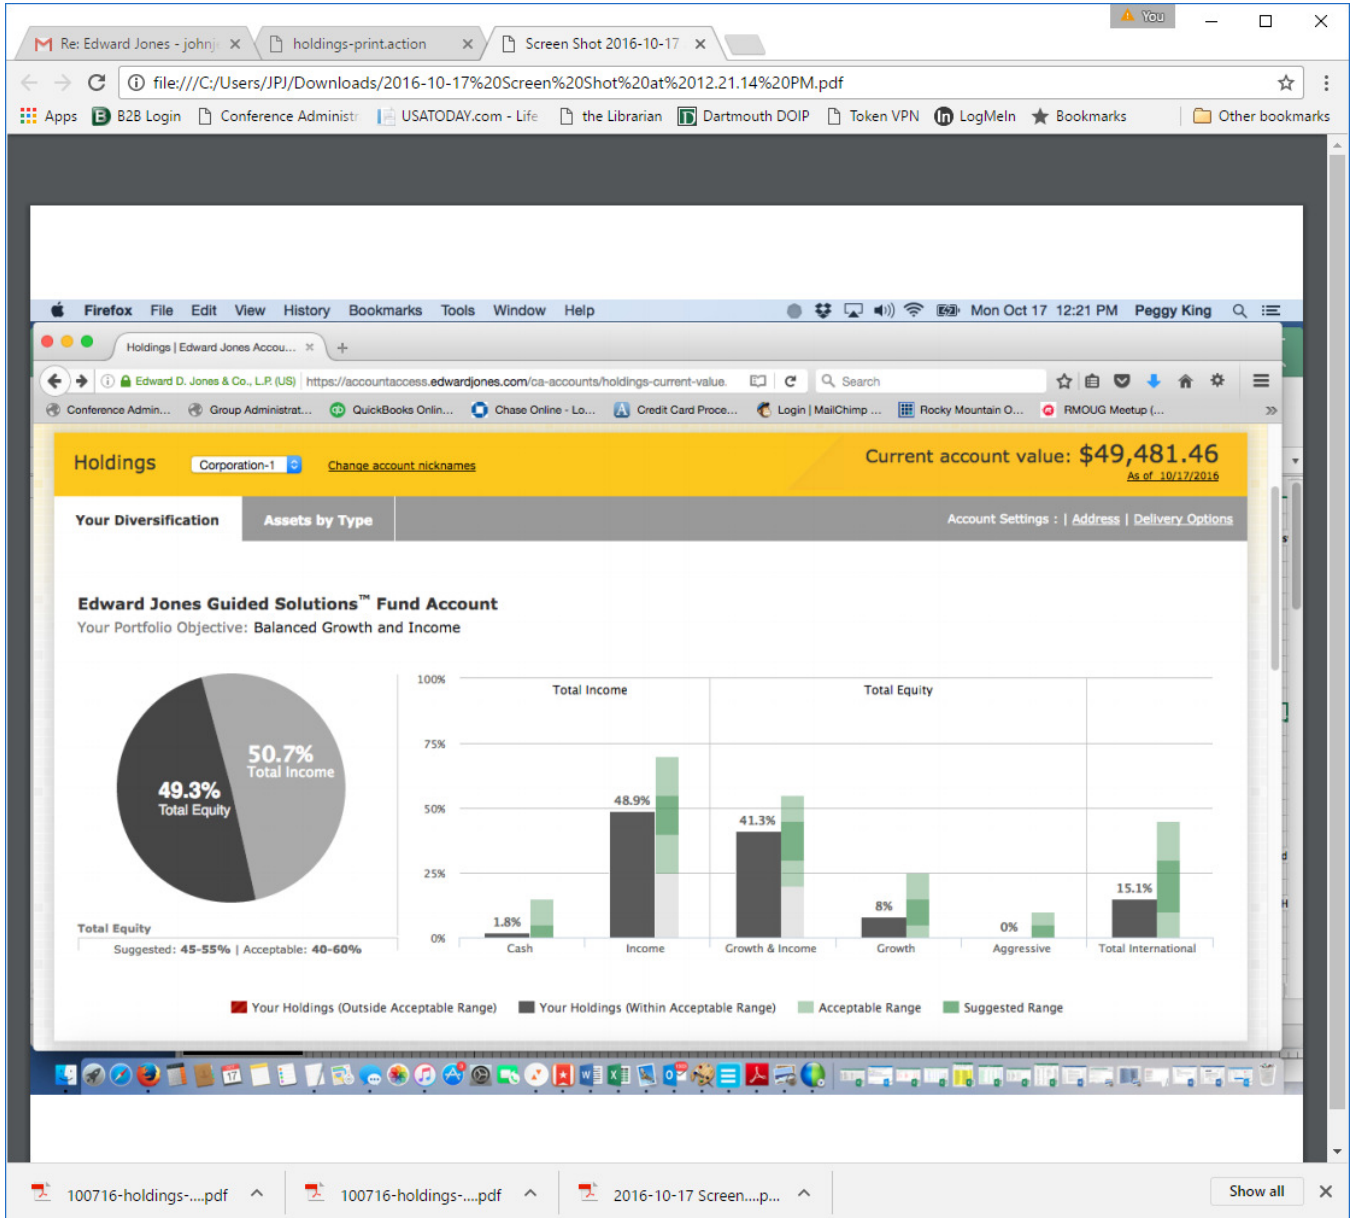 You
Re: Edward Jones - johnj
holdings-print.action
Screen Shot 2016-10-17
file:///C:/Users/JPJ/Downloads/2016-10-17%20Screen%20Shot%20at%2012.21.14%20PM.pdf
Apps B2B Login Conference Administr USATODAY.com - Life the Librarian Dartmouth DOIP Token VPN LogMeIn Bookmarks Other bookmarks
Firefox File Edit View History Bookmarks Tools Window Help Mon Oct 17 12:21 PM Peggy King
Holdings | Edward Jones Accou...
Edward D. Jones & Co., L.P. (US) https://accountaccess.edwardjones.com/ca-accounts/holdings-current-value. Search
Conference Admin... Group Administrat... QuickBooks Onlin... Chase Online - Lo... Credit Card Proce... Login | MailChimp ... Rocky Mountain O... RMOUG Meetup (...
Holdings Corporation-1 Change account nicknames Current account value: $49,481.46
As of 10/17/2016
Your Diversification Assets by Type Account Settings : | Address | Delivery Options
Edward Jones Guided Solutions™ Fund Account
Your Portfolio Objective: Balanced Growth and Income
50.7%
Total Income
49.3%
Total Equity
Total Equity
Suggested: 45-55% | Acceptable: 40-60%
100%
75%
50%
25%
0%
Total Income Total Equity
1.8% 48.9% 41.3% 8% 0% 15.1%
Cash Income Growth & Income Growth Aggressive Total International
Your Holdings (Outside Acceptable Range) Your Holdings (Within Acceptable Range) Acceptable Range Suggested Range
17
100716-holdings-....pdf 100716-holdings-....pdf 2016-10-17 Screen....p... Show all